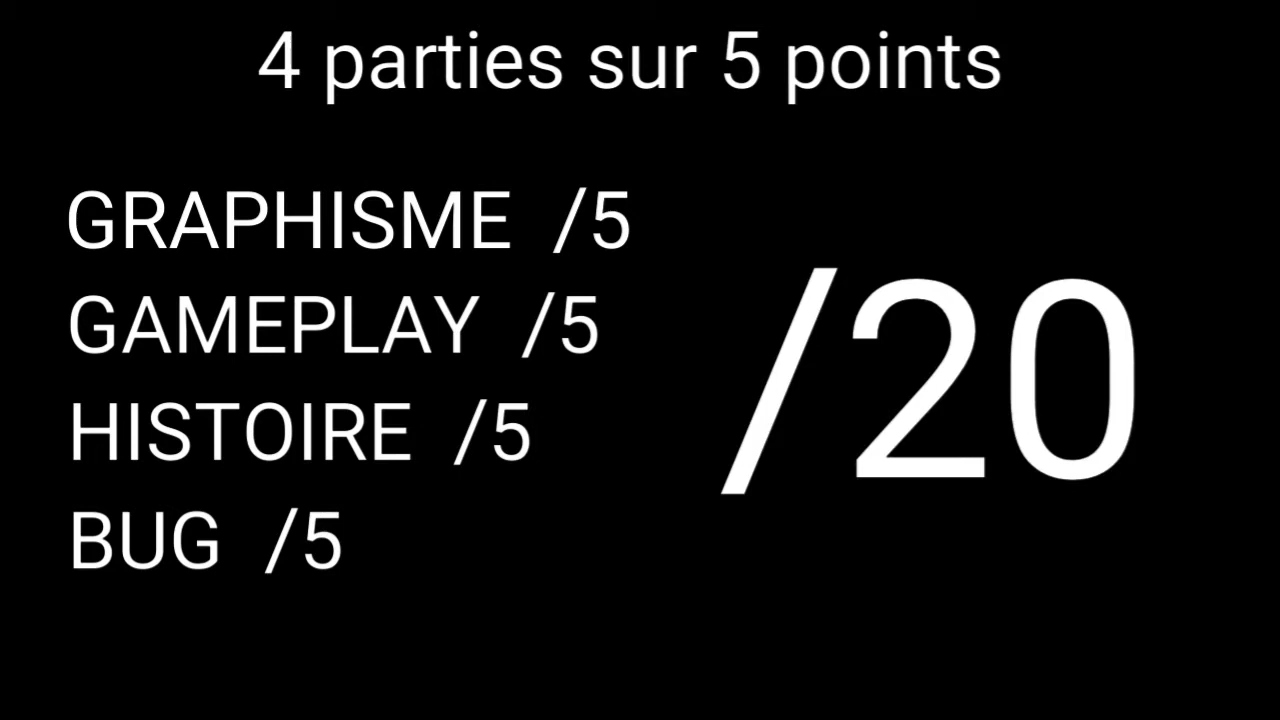 4 parties sur 5 points
GRAPHISME /5
GAMEPLAY /5
HISTOIRE /5
BUG /5
/20